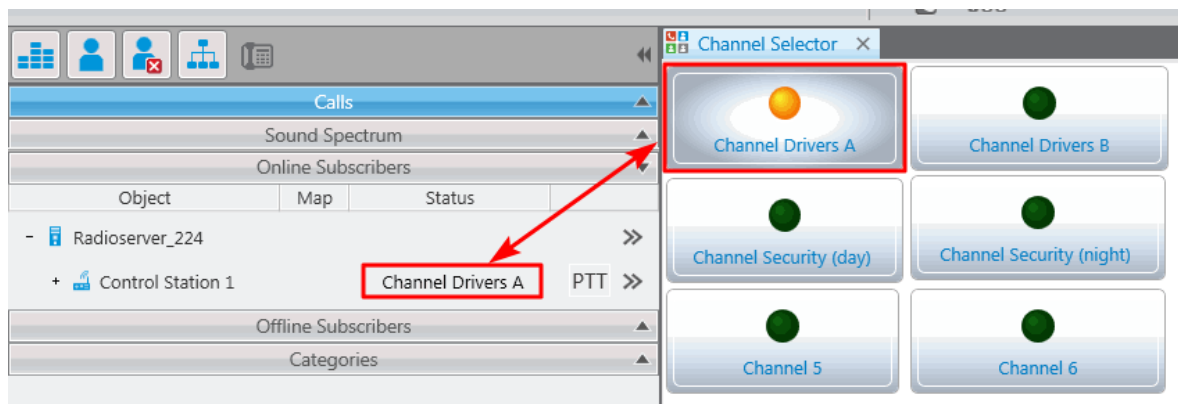 Channel Selector
Calls
Sound Spectrum
Online Subscribers
Object Map Status
Radioserver_224
Control Station 1 Channel Drivers A PTT
Offline Subscribers
Categories
Channel Drivers A
Channel Drivers B
Channel Security (day)
Channel Security (night)
Channel 5
Channel 6